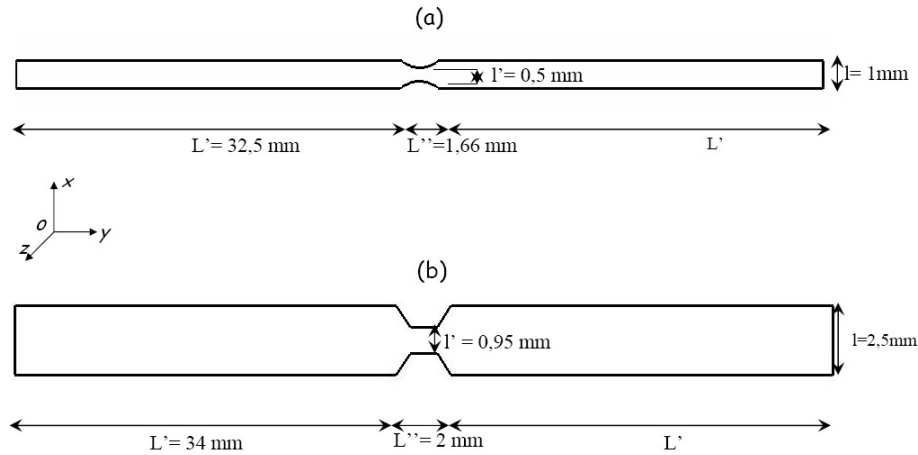 (a)
l'= 0,5 mm
l= 1mm
L'= 32,5 mm
L''=1,66 mm
L'
x
o
y
z
(b)
l' = 0,95 mm
l=2,5mm
L'= 34 mm
L''= 2 mm
L'